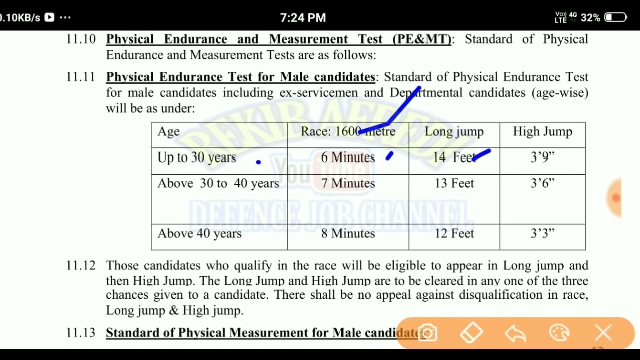 0.10KB/s ... 7:24 PM Vo) LTE 4G 32%
11.10 Physical Endurance and Measurement Test (PE&MT): Standard of Physical
Endurance and Measurement Tests are as follows:
11.11 Physical Endurance Test for Male candidates: Standard of Physical Endurance Test
for male candidates including ex-servicemen and Departmental candidates (age-wise)
will be as under:
Age Race: 1600 metre Long jump High Jump
Up to 30 years 6 Minutes 14 Feet 3’9”
Above 30 to 40 years 7 Minutes 13 Feet 3’6”
Above 40 years 8 Minutes 12 Feet 3’3”
DEKIB AFEEM
YouTube
DEFENCE JOB CHANNEL
11.12 Those candidates who qualify in the race will be eligible to appear in Long jump and
then High Jump. The Long Jump and High Jump are to be cleared in any one of the three
chances given to a candidate. There shall be no appeal against disqualification in race,
Long jump & High jump.
11.13 Standard of Physical Measurement for Male candidates: